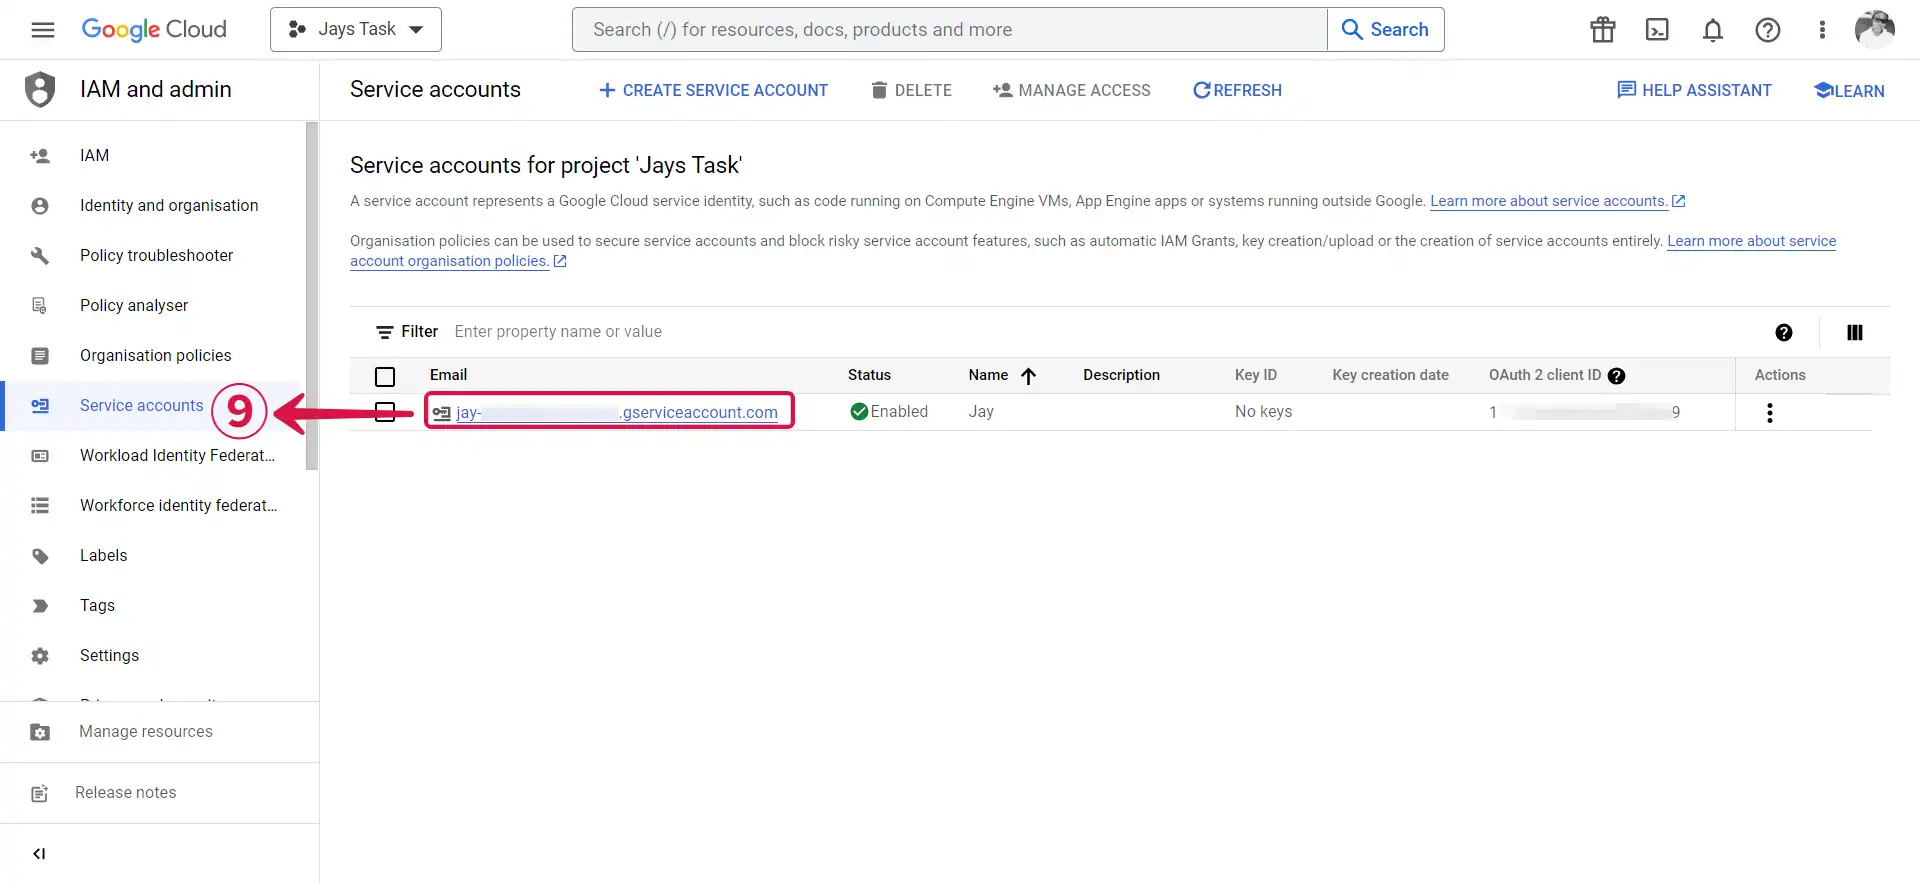 Google Cloud
Jays Task
Search (/) for resources, docs, products and more
Search
IAM and admin
Service accounts
CREATE SERVICE ACCOUNT
DELETE
MANAGE ACCESS
REFRESH
HELP ASSISTANT
LEARN
IAM
Identity and organisation
Policy troubleshooter
Policy analyser
Organisation policies
Service accounts
9
Workload Identity Federat...
Workforce identity federat...
Labels
Tags
Settings
Manage resources
Release notes
Service accounts for project 'Jays Task'
A service account represents a Google Cloud service identity, such as code running on Compute Engine VMs, App Engine apps or systems running outside Google. Learn more about service accounts.
Organisation policies can be used to secure service accounts and block risky service account features, such as automatic IAM Grants, key creation/upload or the creation of service accounts entirely. Learn more about service
account organisation policies.
Filter Enter property name or value
Email Status Name Description Key ID Key creation date OAuth 2 client ID Actions
jay- .gserviceaccount.com Enabled Jay No keys 1 9